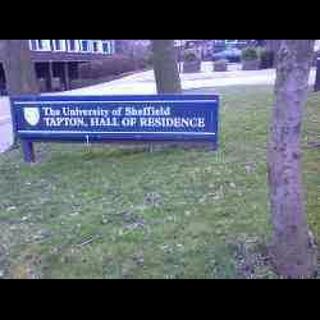 The University of Sheffield
TAPTON, HALL OF RESIDENCE